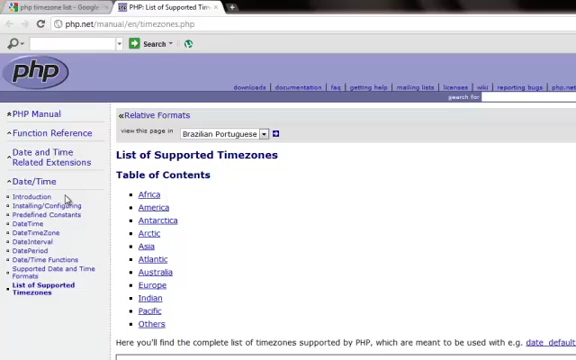 php timezone list - Google
PHP: List of Supported Tim
php.net/manual/en/timezones.php
Search
php
downloads | documentation | faq | getting help | mailing lists | licenses | wiki | reporting bugs | php.net
search for
PHP Manual
Function Reference
Date and Time
Related Extensions
Date/Time
Introduction
Installing/Configuring
Predefined Constants
DateTime
DateTimeZone
DateInterval
DatePeriod
Date/Time Functions
Supported Date and Time
Formats
List of Supported
Timezones
«Relative Formats
view this page in Brazilian Portuguese
List of Supported Timezones
Table of Contents
Africa
America
Antarctica
Arctic
Asia
Atlantic
Australia
Europe
Indian
Pacific
Others
Here you'll find the complete list of timezones supported by PHP, which are meant to be used with e.g. date_default